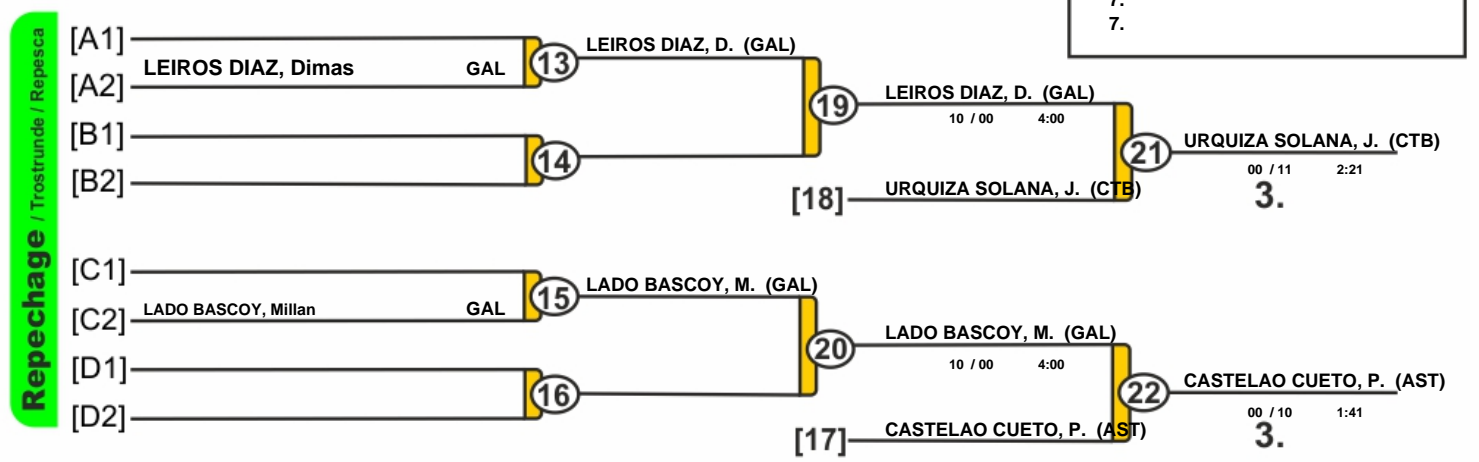 7.
7.
Repechage / Trostrunde / Repesca
[A1]
LEIROS DIAZ, Dimas GAL
[A2]
13
LEIROS DIAZ, D. (GAL)
[B1]
14
[B2]
19
LEIROS DIAZ, D. (GAL)
10 / 00 4:00
[18]
URQUIZA SOLANA, J. (CTB)
21
URQUIZA SOLANA, J. (CTB)
00 / 11 2:21
3.
[C1]
LADO BASCOY, Millan GAL
[C2]
15
LADO BASCOY, M. (GAL)
[D1]
16
[D2]
20
LADO BASCOY, M. (GAL)
10 / 00 4:00
[17]
CASTELAO CUETO, P. (AST)
22
CASTELAO CUETO, P. (AST)
00 / 10 1:41
3.